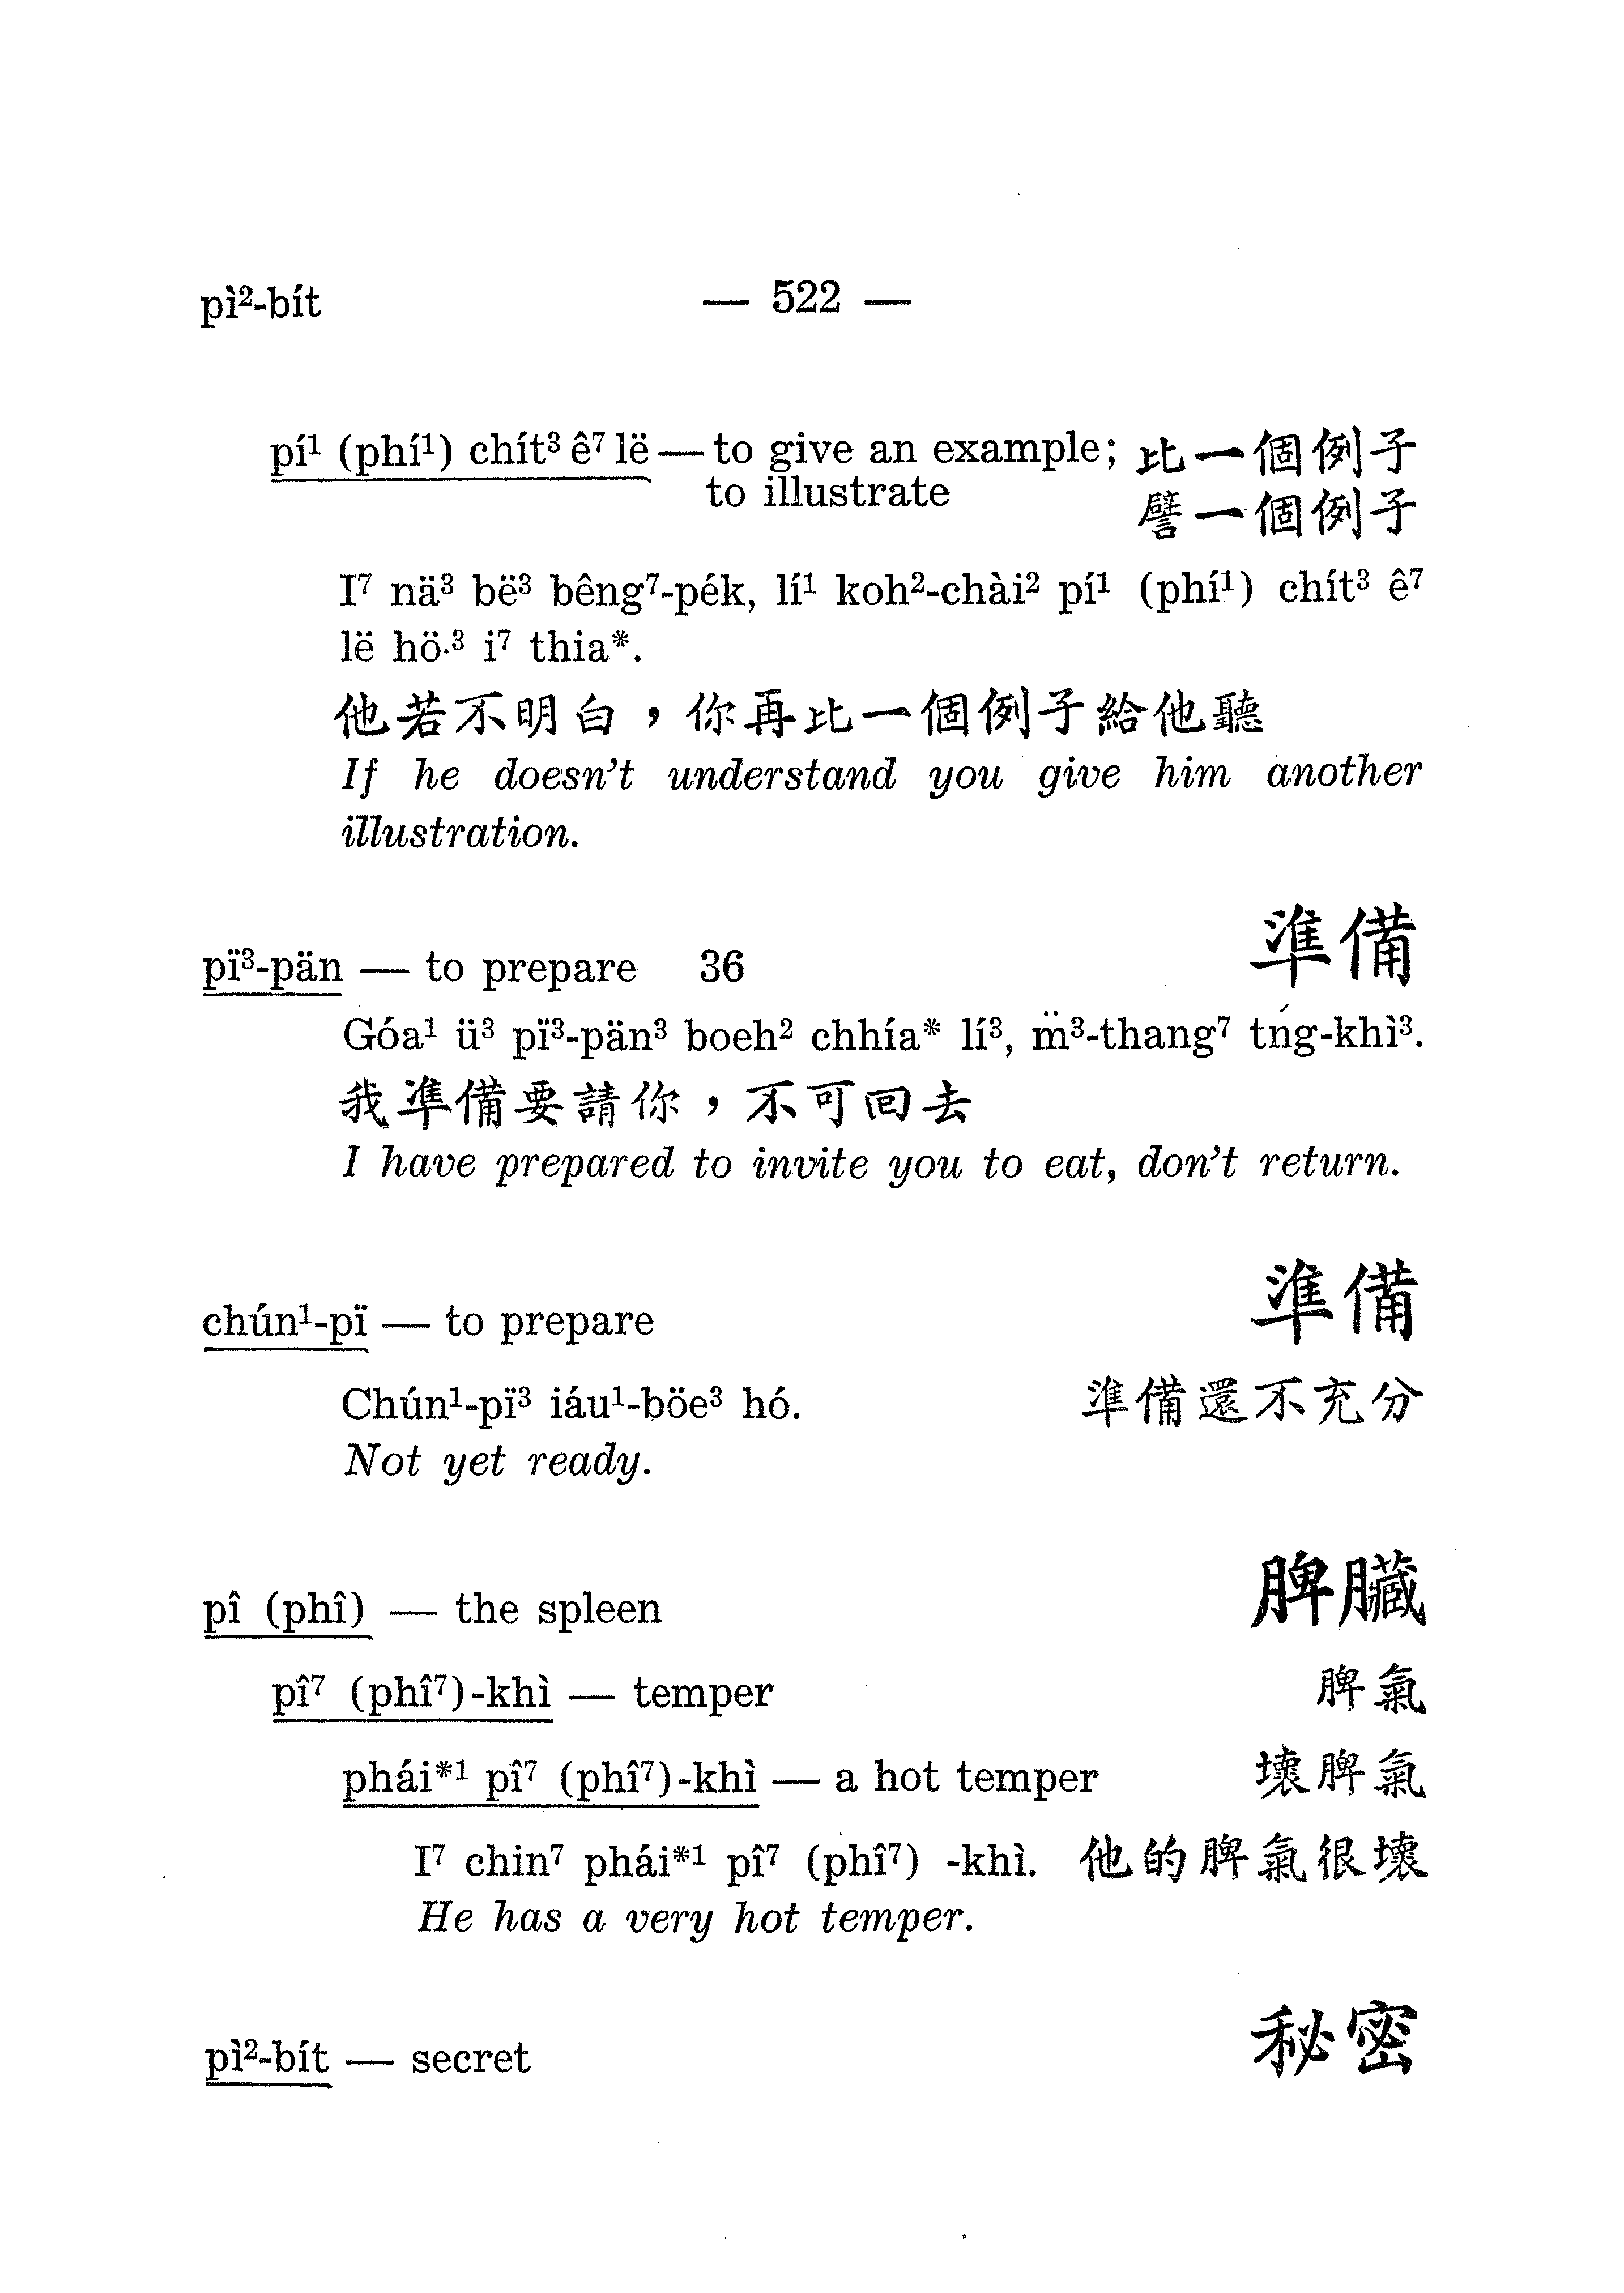 pì²-bít — 522 —
pí¹ (phí¹) chít³ ê⁷ lë — to give an example; 比一個例子
to illustrate 譬一個例子
I⁷ nä³ bë³ bêng⁷-pék, lí¹ koh²-chài² pí¹ (phí¹) chít³ ê⁷
lë hö·³ i⁷ thia*.
他若不明白，你再比一個例子給他聽
If he doesn't understand you give him another
illustration.
pï³-pän — to prepare 36 準備
Góa¹ ü³ pï³-pän³ boeh² chhía* lí³, m̈³-thang⁷ tńg-khì³.
我準備要請你，不可回去
I have prepared to invite you to eat, don't return.
chún¹-pï — to prepare 準備
Chún¹-pï³ iáu¹-böe³ hó. 準備還不充分
Not yet ready.
pî (phî) — the spleen 脾臟
pî⁷ (phî⁷)-khì — temper 脾氣
phái*¹ pî⁷ (phî⁷)-khì — a hot temper 壞脾氣
I⁷ chin⁷ phái*¹ pî⁷ (phî⁷) -khì. 他的脾氣很壞
He has a very hot temper.
pì²-bít — secret 秘密